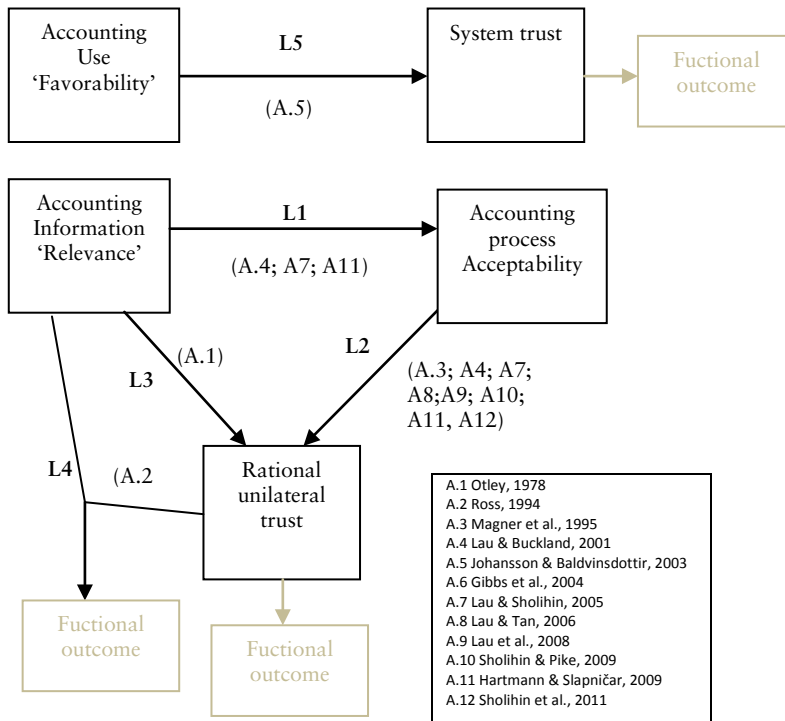 Accounting
Use
‘Favorability’
L5
(A.5)
System trust
Fuctional
outcome
Accounting
Information
‘Relevance’
L1
(A.4; A7; A11)
Accounting
process
Acceptability
(A.1)
L3
L2
(A.3; A4; A7;
A8;A9; A10;
A11, A12)
L4
(A.2
Rational
unilateral
trust
Fuctional
outcome
Fuctional
outcome
A.1 Otley, 1978
A.2 Ross, 1994
A.3 Magner et al., 1995
A.4 Lau & Buckland, 2001
A.5 Johansson & Baldvinsdottir, 2003
A.6 Gibbs et al., 2004
A.7 Lau & Sholihin, 2005
A.8 Lau & Tan, 2006
A.9 Lau et al., 2008
A.10 Sholihin & Pike, 2009
A.11 Hartmann & Slapničar, 2009
A.12 Sholihin et al., 2011